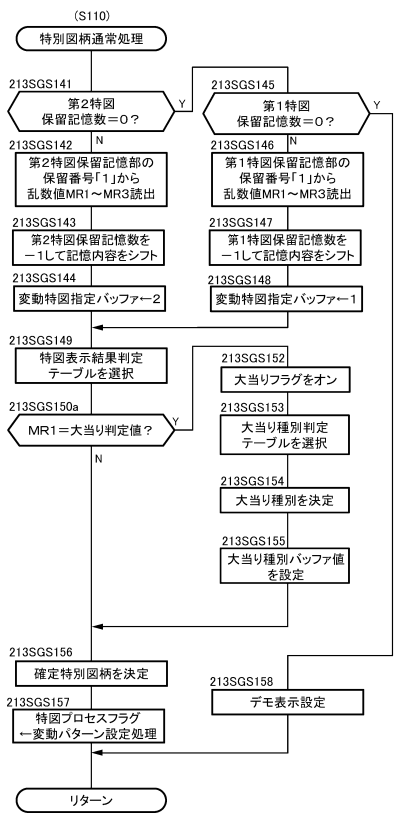 (S110)
特別図柄通常処理
213SGS141
第2特図
保留記憶数＝0？
Y
N
213SGS142
第2特図保留記憶部の
保留番号「1」から
乱数値MR1～MR3読出
213SGS143
第2特図保留記憶数を
－1して記憶内容をシフト
213SGS144
変動特図指定バッファ←2
213SGS145
第1特図
保留記憶数＝0？
Y
N
213SGS146
第1特図保留記憶部の
保留番号「1」から
乱数値MR1～MR3読出
213SGS147
第1特図保留記憶数を
－1して記憶内容をシフト
213SGS148
変動特図指定バッファ←1
213SGS149
特図表示結果判定
テーブルを選択
213SGS150a
MR1＝大当り判定値？
Y
N
213SGS152
大当りフラグをオン
213SGS153
大当り種別判定
テーブルを選択
213SGS154
大当り種別を決定
213SGS155
大当り種別バッファ値
を設定
213SGS156
確定特別図柄を決定
213SGS157
特図プロセスフラグ
←変動パターン設定処理
213SGS158
デモ表示設定
リターン